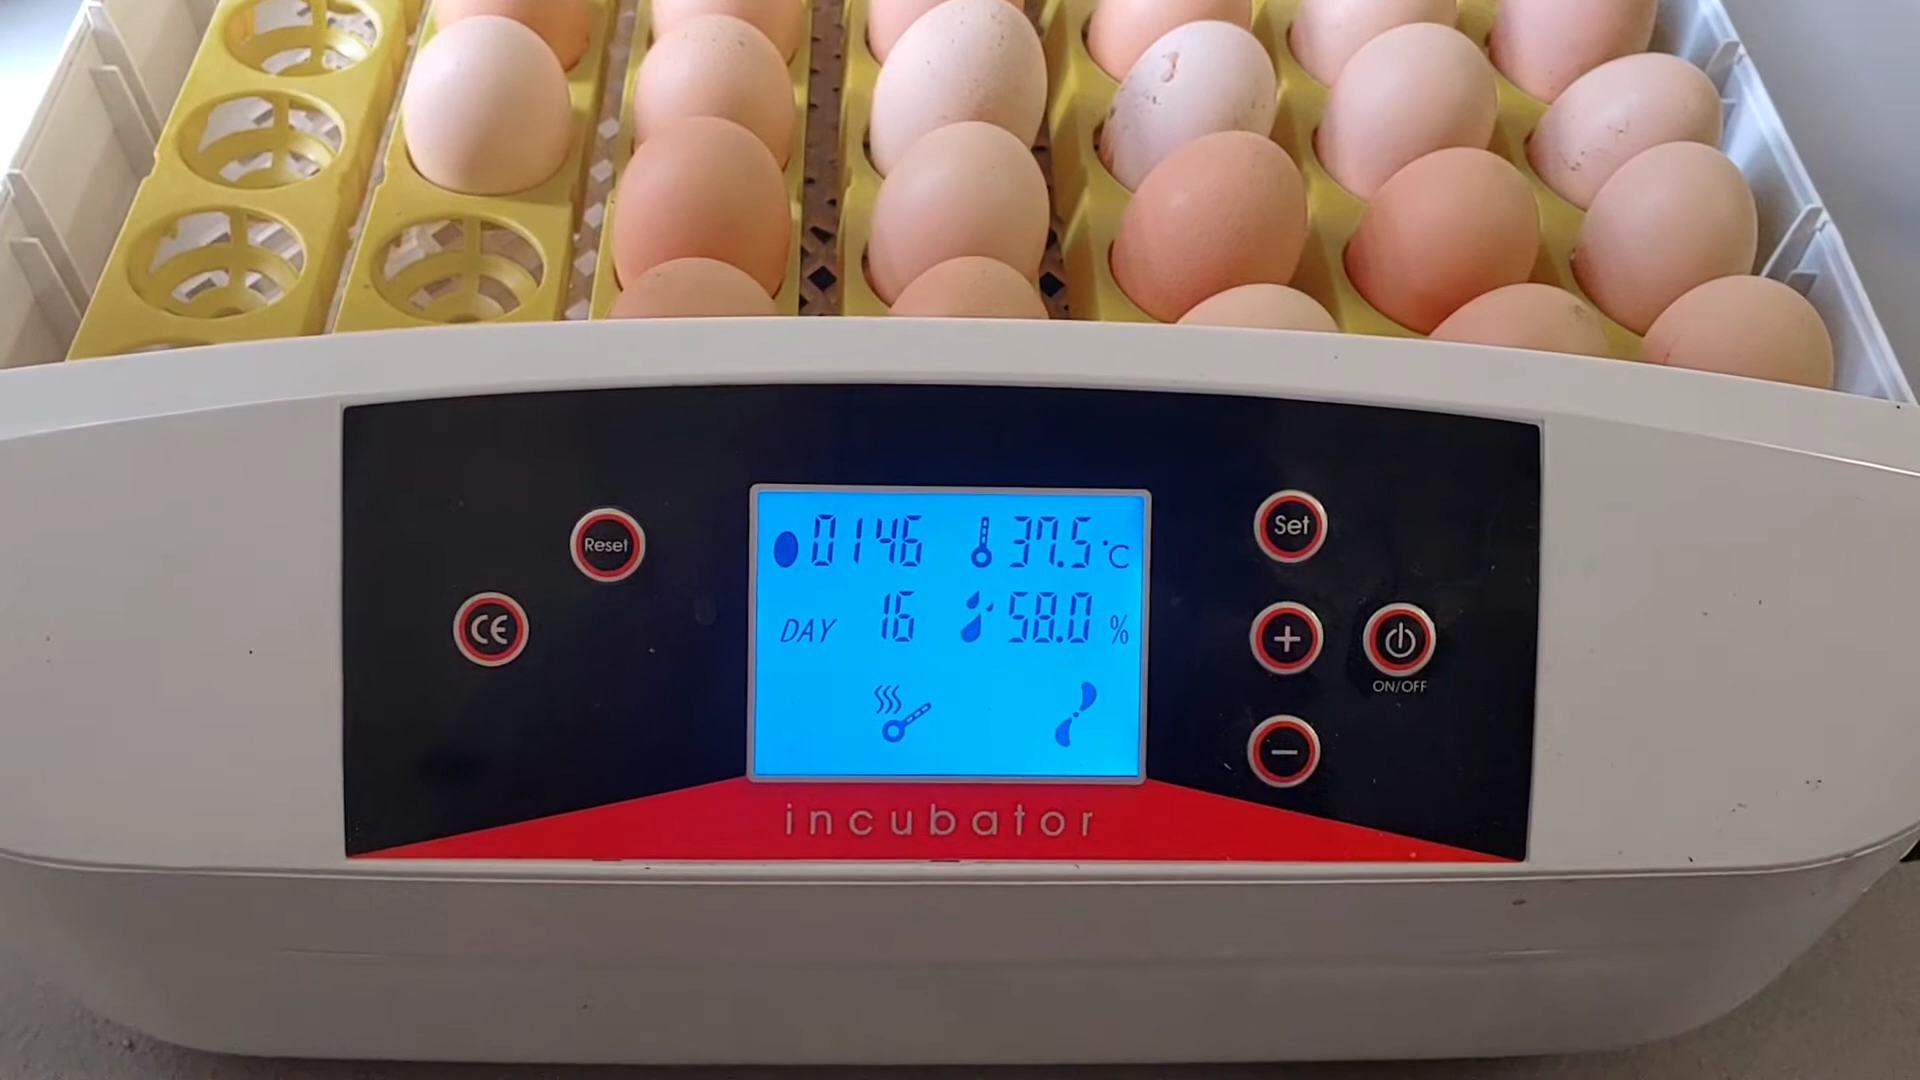 Reset
CE
0146 37.5°C
DAY 16 58.0 %
Set
+
ON/OFF
−
incubator